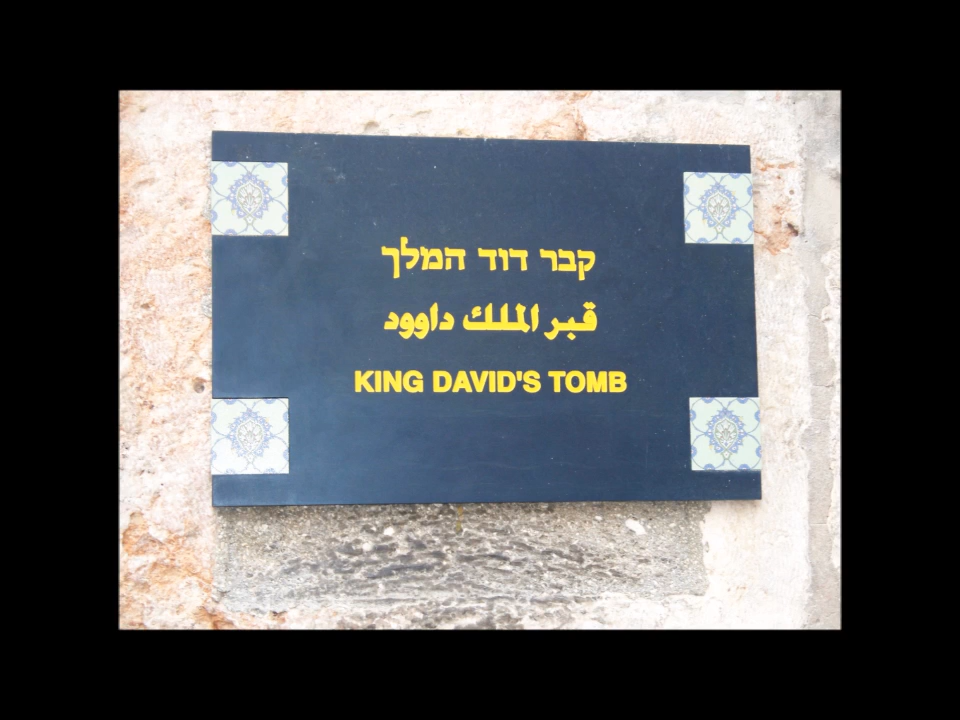 קבר דוד המלך
قبر الملك داوود
KING DAVID'S TOMB